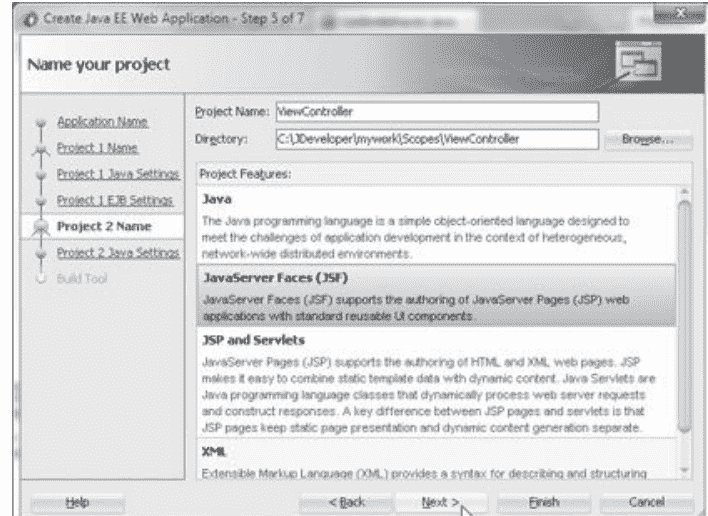 Create Java EE Web Application - Step 5 of 7
Name your project
Application Name
Project 1 Name
Project 1 Java Settings
Project 1 EJB Settings
Project 2 Name
Project 2 Java Settings
Build Tool
Project Name: ViewController
Directory: C:\JDeveloper\mywork\Scopes\ViewController
Browse...
Project Features:
Java
The Java programming language is a simple object-oriented language designed to
meet the challenges of application development in the context of heterogeneous,
network-wide distributed environments.
JavaServer Faces (JSF)
JavaServer Faces (JSF) supports the authoring of JavaServer Pages (JSP) web
applications with standard reusable UI components.
JSP and Servlets
JavaServer Pages (JSP) supports the authoring of HTML and XML web pages. JSP
makes it easy to combine static template data with dynamic content. Java Servlets are
Java programming language classes that dynamically process web server requests
and construct responses. A key difference between JSP pages and servlets is that
JSP pages keep static page presentation and dynamic content generation separate.
XML
Extensible Markup Language (XML) provides a syntax for describing and structuring
Help
< Back
Next >
Finish
Cancel